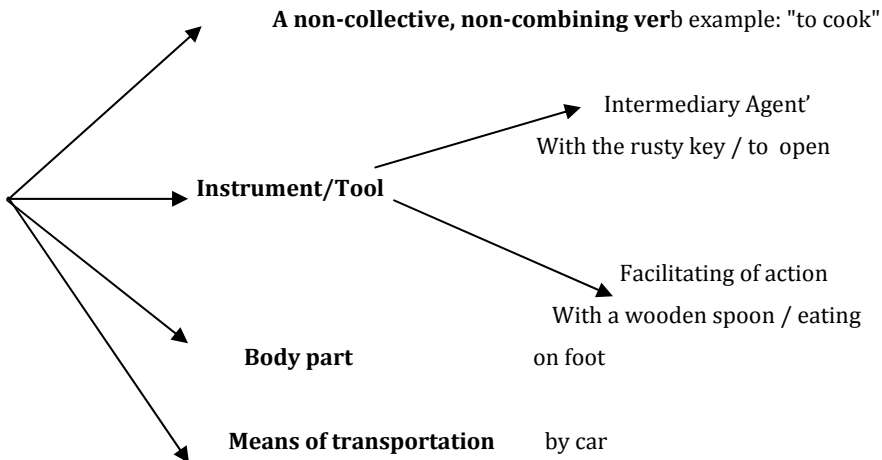 A non-collective, non-combining verb example: "to cook"
Intermediary Agent’
With the rusty key / to  open
Instrument/Tool
Facilitating of action
With a wooden spoon / eating
Body part on foot
Means of transportation by car